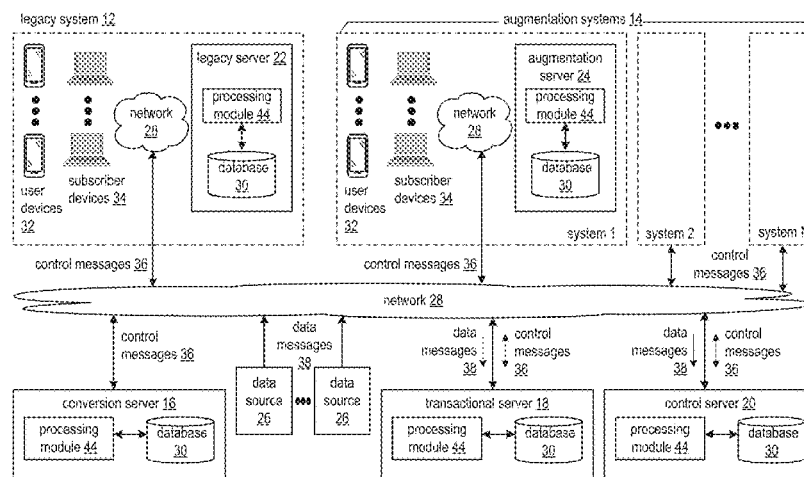 legacy system 12
augmentation systems 14
legacy server 22
processing module 44
database 30
network 28
user devices 32
subscriber devices 34
augmentation server 24
processing module 44
database 30
network 28
user devices 32
subscriber devices 34
system 1
system 2
system
control messages 36
control messages 36
control messages 36
network 28
control messages 36
data messages 38
data messages 38
control messages 36
data messages 38
control messages 36
data source 26
data source 26
conversion server 16
processing module 44
database 30
transactional server 18
processing module 44
database 30
control server 20
processing module 44
database 30